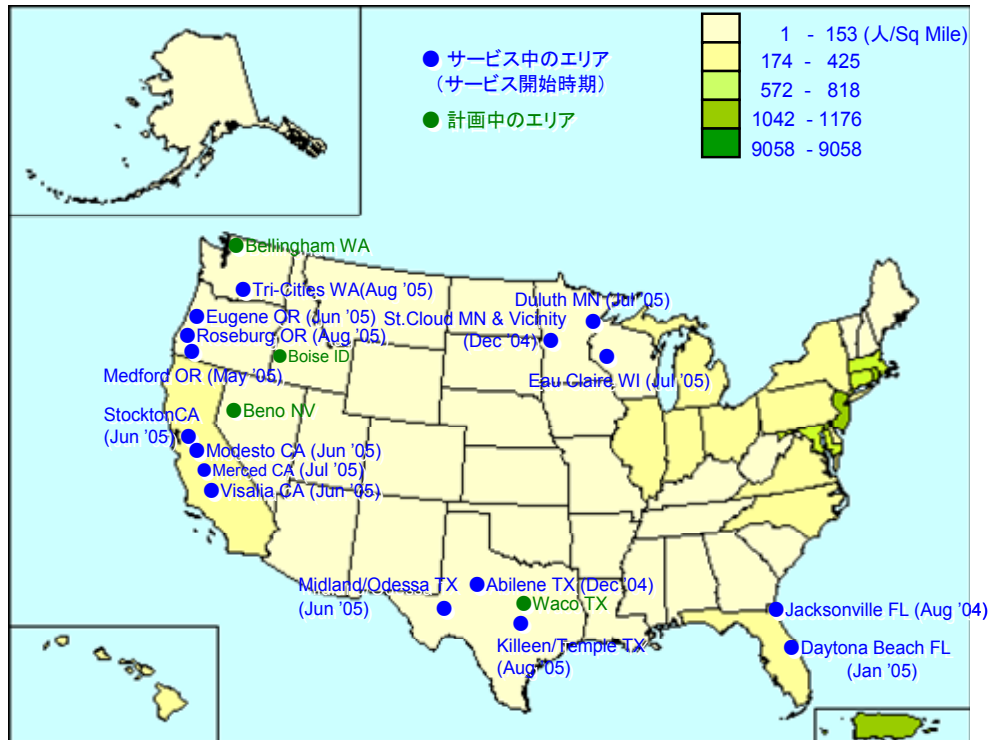 サービス中のエリア
（サービス開始時期）
計画中のエリア
1 - 153 (人/Sq Mile)
174 - 425
572 - 818
1042 - 1176
9058 - 9058
Bellingham WA
Tri-Cities WA(Aug '05)
Eugene OR (Jun '05)
Roseburg OR (Aug '05)
Boise ID
Medford OR (May '05)
Beno NV
StocktonCA
(Jun '05)
Modesto CA (Jun '05)
Merced CA (Jul '05)
Visalia CA (Jun '05)
Duluth MN (Jul '05)
St.Cloud MN & Vicinity
(Dec '04)
Eau Claire WI (Jul '05)
Midland/Odessa TX
(Jun '05)
Abilene TX (Dec '04)
Waco TX
Killeen/Temple TX
(Aug '05)
Jacksonville FL (Aug '04)
Daytona Beach FL
(Jan '05)